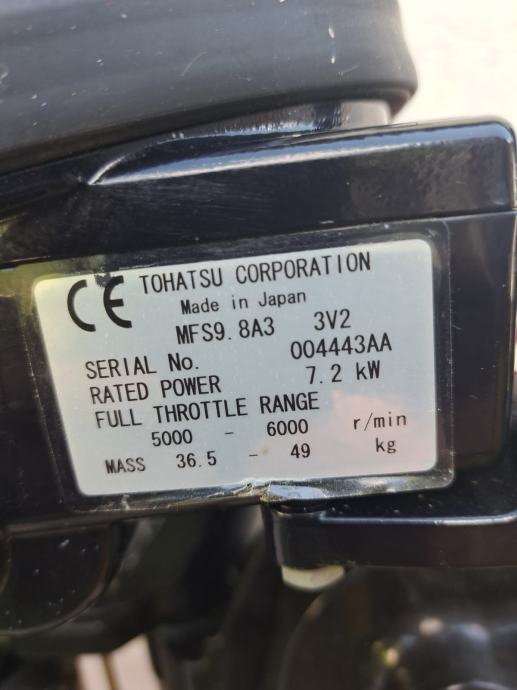 CE TOHATSU CORPORATION
Made in Japan
MFS9.8A3 3V2
SERIAL No. 004443AA
RATED POWER 7.2 kW
FULL THROTTLE RANGE
5000 - 6000 r/min
MASS 36.5 - 49 kg